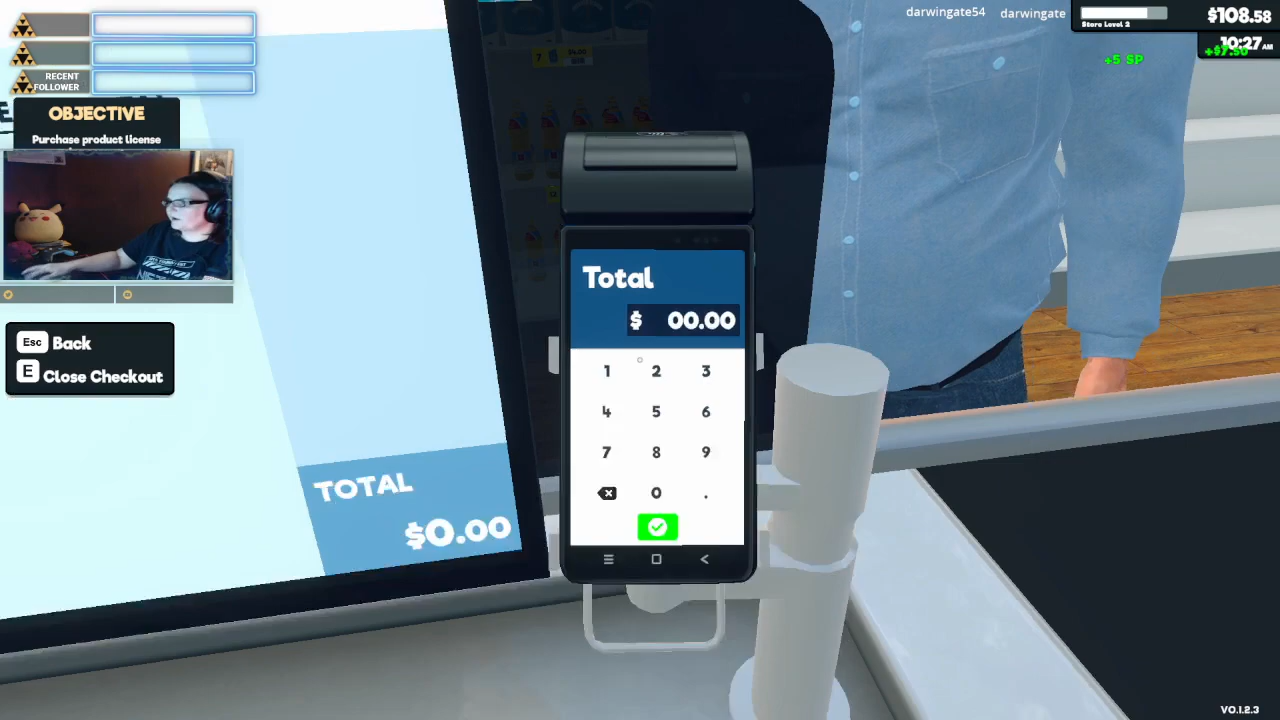 RECENT
FOLLOWER
OBJECTIVE
Purchase product license
Esc Back
E Close Checkout
TOTAL
$0.00
Total
$ 00.00
1 2 3
4 5 6
7 8 9
0 .
darwingate54 darwingate
Store Level 2
$108.58
10:27 AM
+$7.50
+5 SP
V0.1.2.3